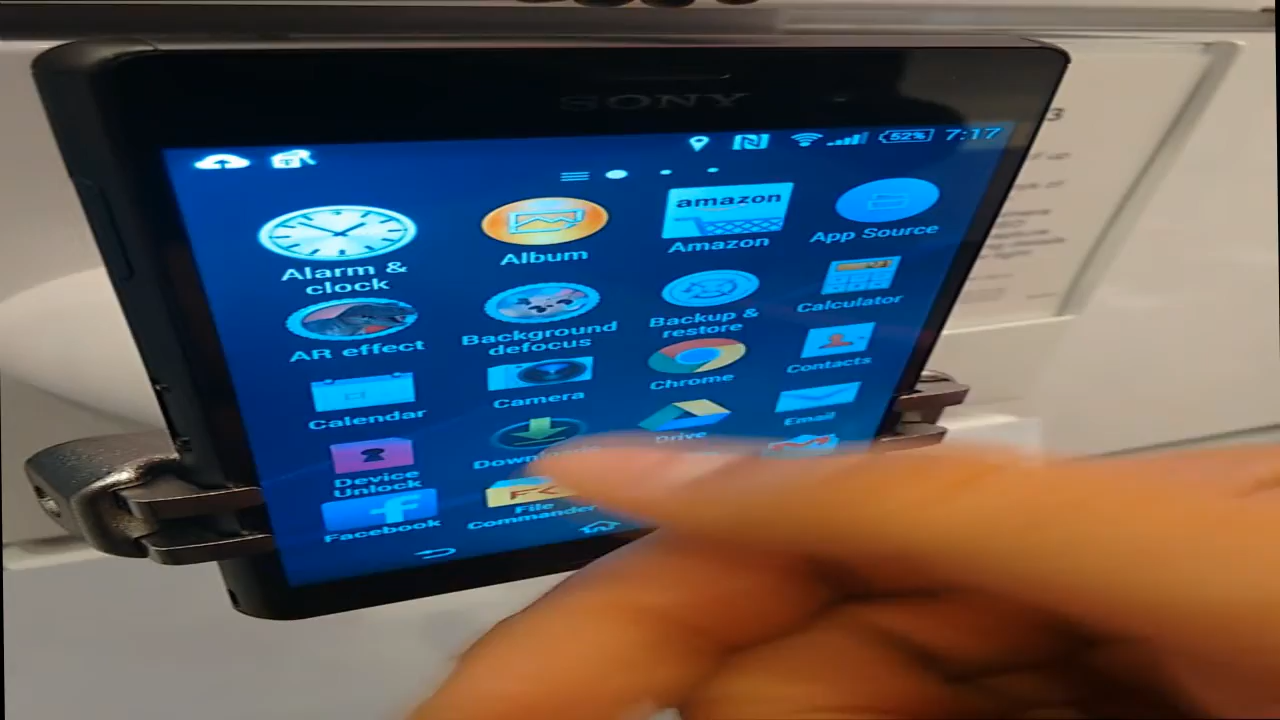 SONY
52% 7:17
amazon
Alarm &
clock
Album
Amazon
App Source
AR effect
Background
defocus
Backup &
restore
Calculator
Calendar
Camera
Chrome
Contacts
Device
Unlock
Drive
Email
Facebook
File
Commander